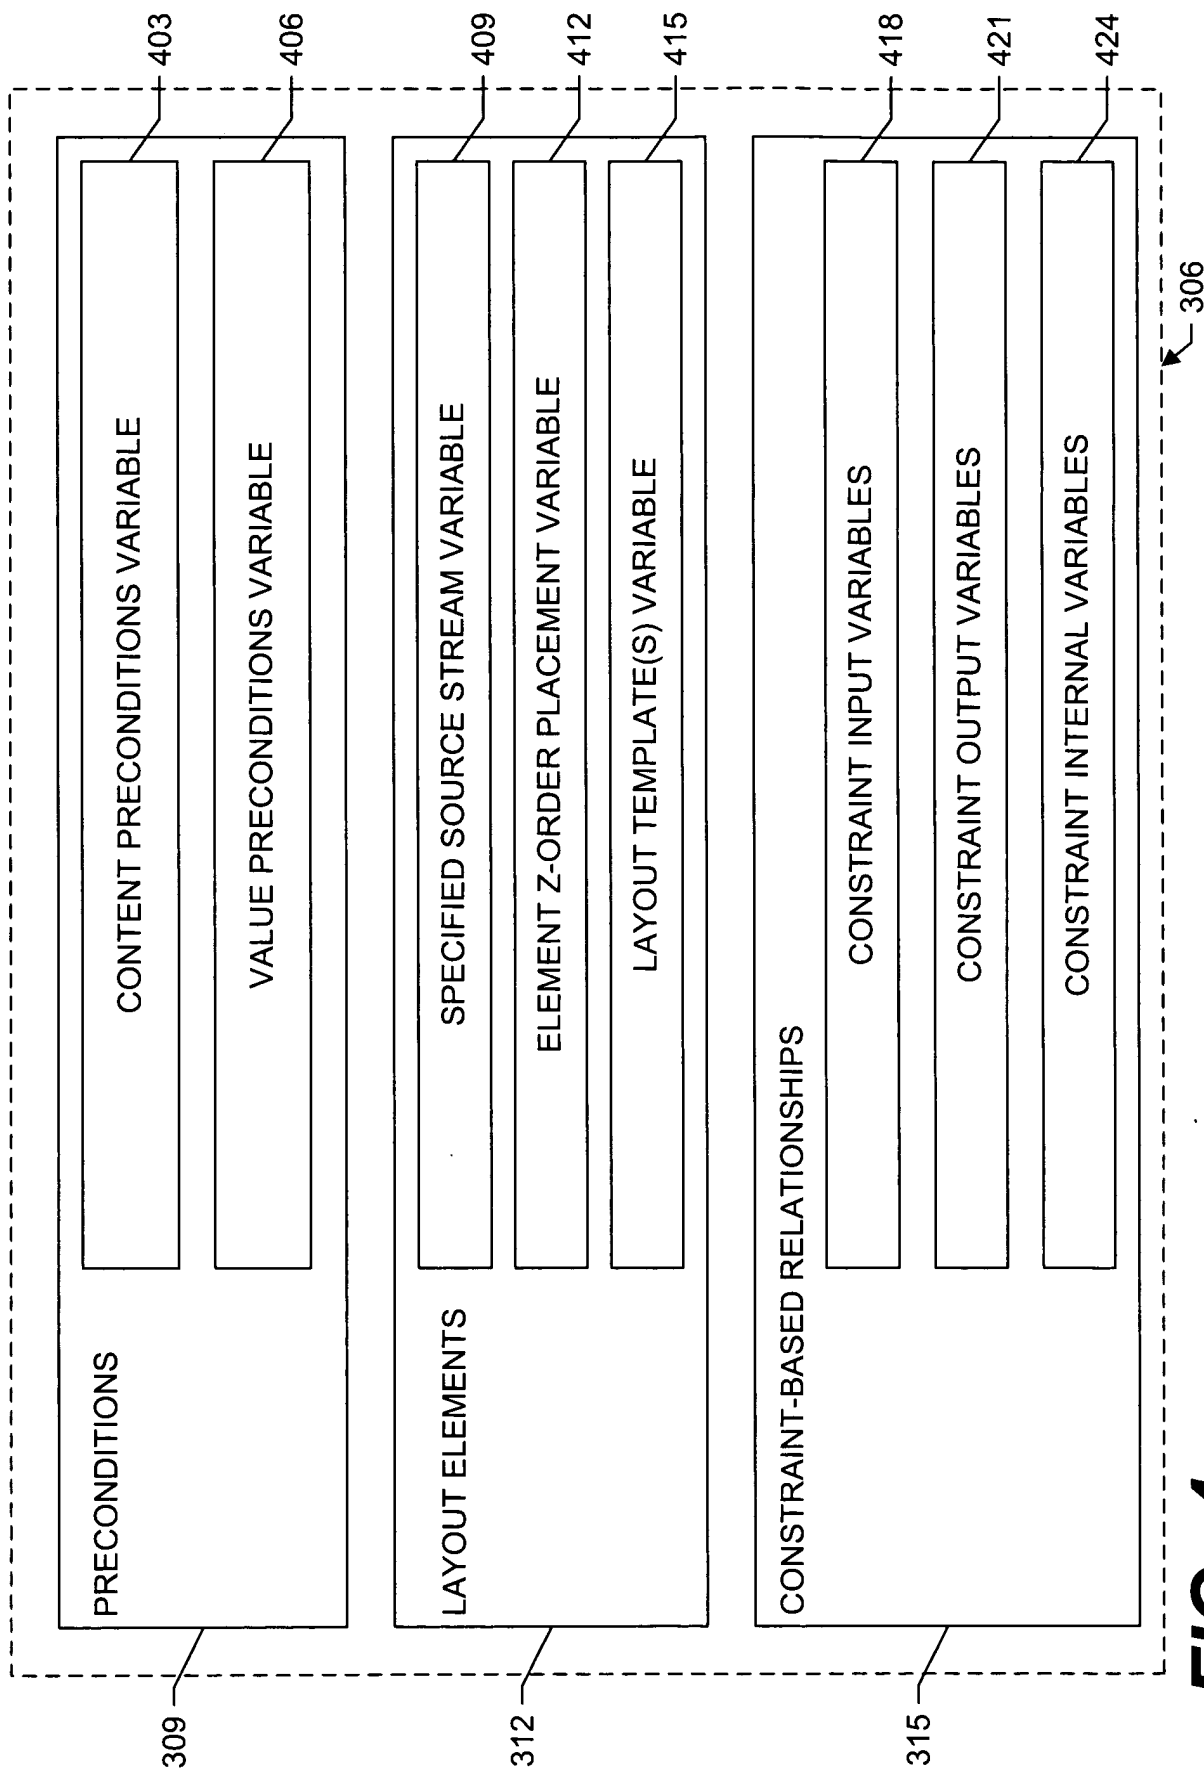 PRECONDITIONS
CONTENT PRECONDITIONS VARIABLE
403
VALUE PRECONDITIONS VARIABLE
406
309
LAYOUT ELEMENTS
SPECIFIED SOURCE STREAM VARIABLE
409
ELEMENT Z-ORDER PLACEMENT VARIABLE
412
LAYOUT TEMPLATE(S) VARIABLE
415
312
CONSTRAINT-BASED RELATIONSHIPS
CONSTRAINT INPUT VARIABLES
418
CONSTRAINT OUTPUT VARIABLES
421
CONSTRAINT INTERNAL VARIABLES
424
315
306